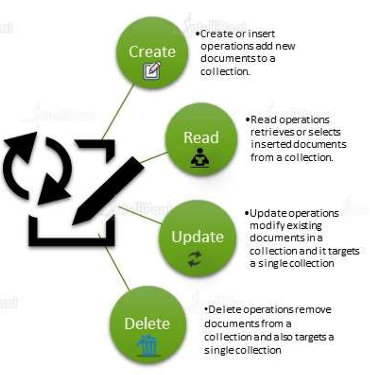 Create
•Create or insert
operations add new
documents to a
collection.
Read
•Read operations
retrieves or selects
inserted documents
from a collection.
Update
•Update operations
modify existing
documents in a
collection and it targets
a single collection
Delete
•Delete operations remove
documents from a
collection and also targets a
single collection